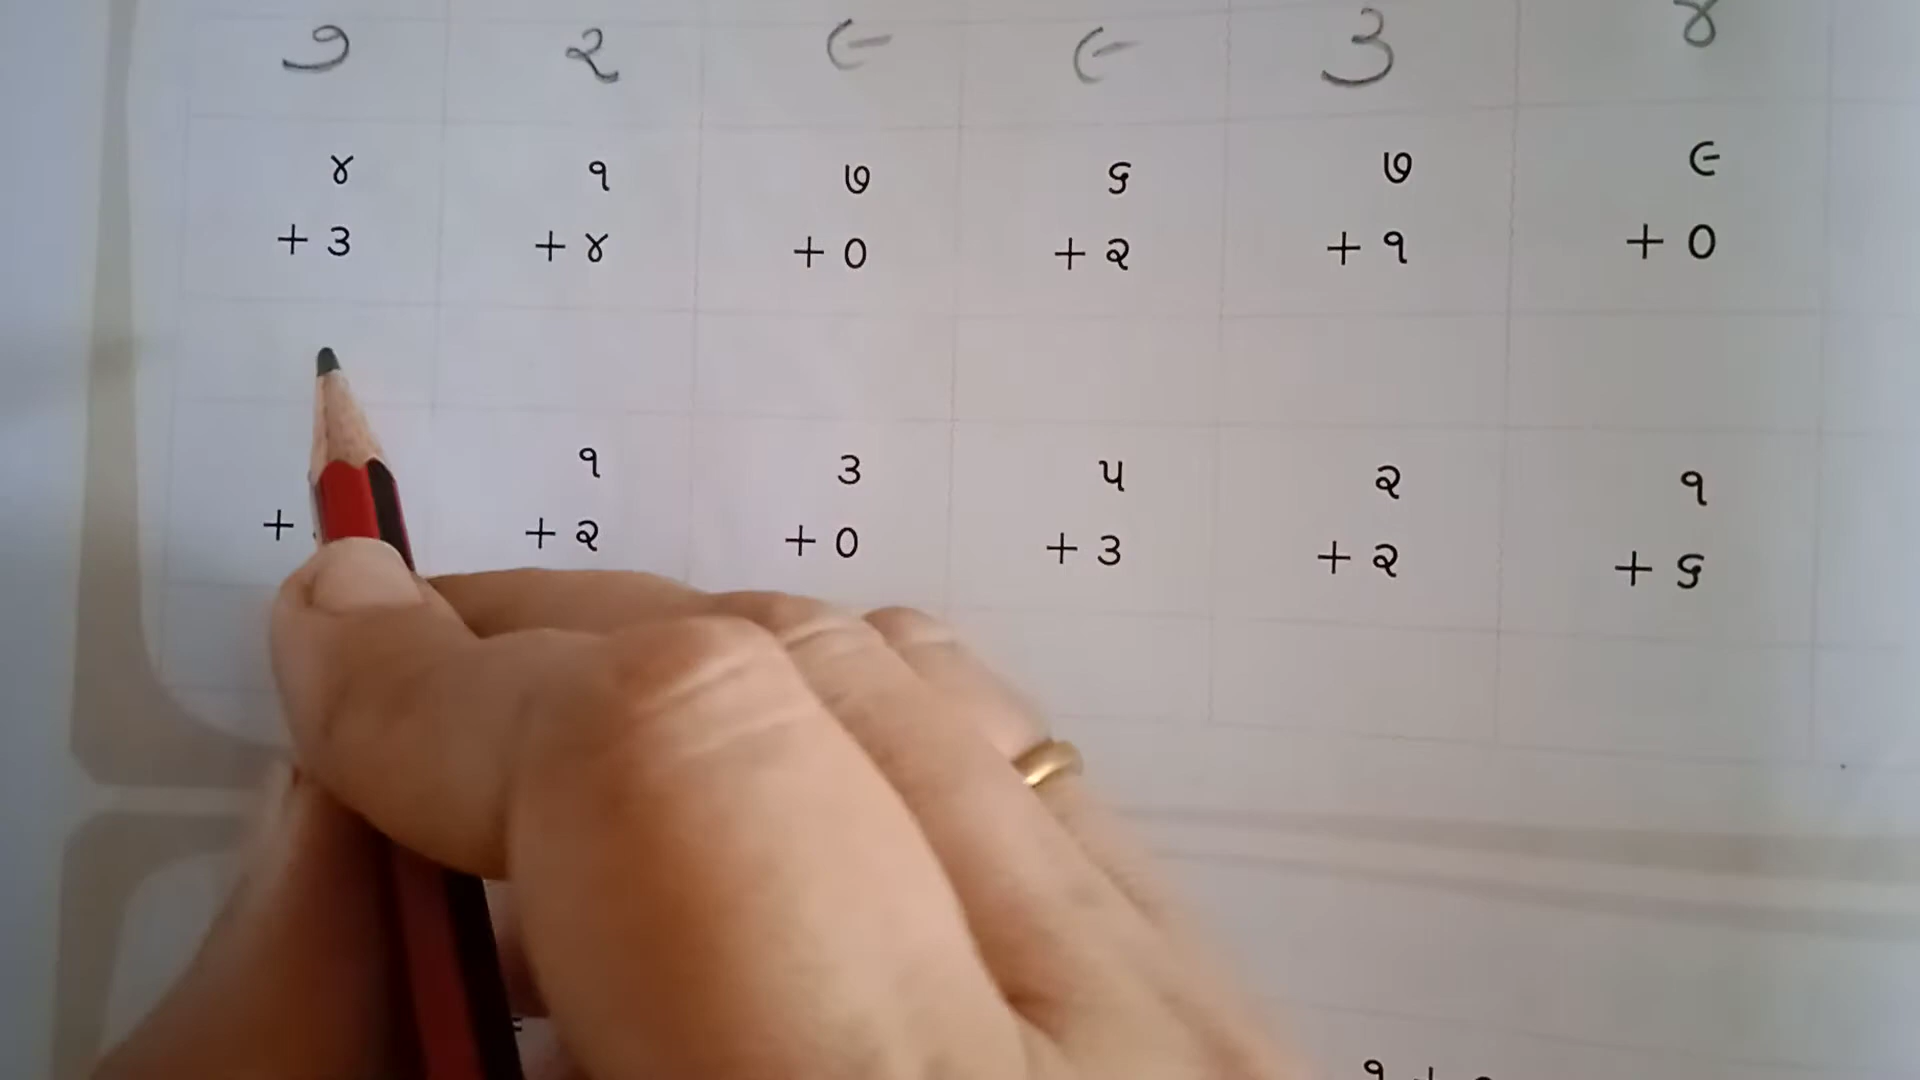 ૨ ૯ ૯ ૩ ૪
૪ ૧ ૭ ૬ ૭ ૯
+ ૩ + ૪ + ૦ + ૨ + ૧ + ૦
૧ ૩ ૫ ૨ ૧
+ + ૨ + ૦ + ૩ + ૨ + ૬